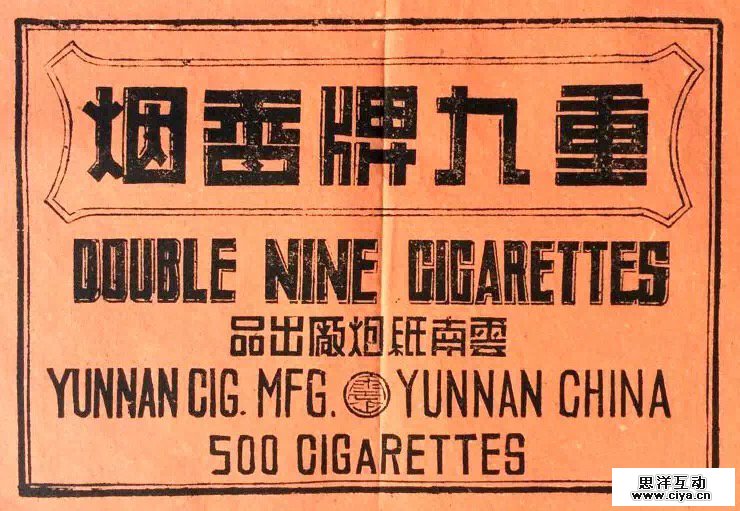 重九牌香烟
DOUBLE NINE CIGARETTES
雲南紙烟廠出品
YUNNAN CIG. MFG. YUNNAN CHINA
500 CIGARETTES
思洋互动
www.ciya.cn